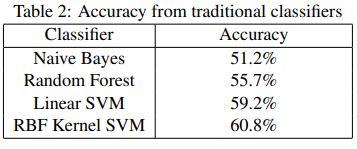 Table 2: Accuracy from traditional classifiers
Classifier Accuracy
Naive Bayes 51.2%
Random Forest 55.7%
Linear SVM 59.2%
RBF Kernel SVM 60.8%